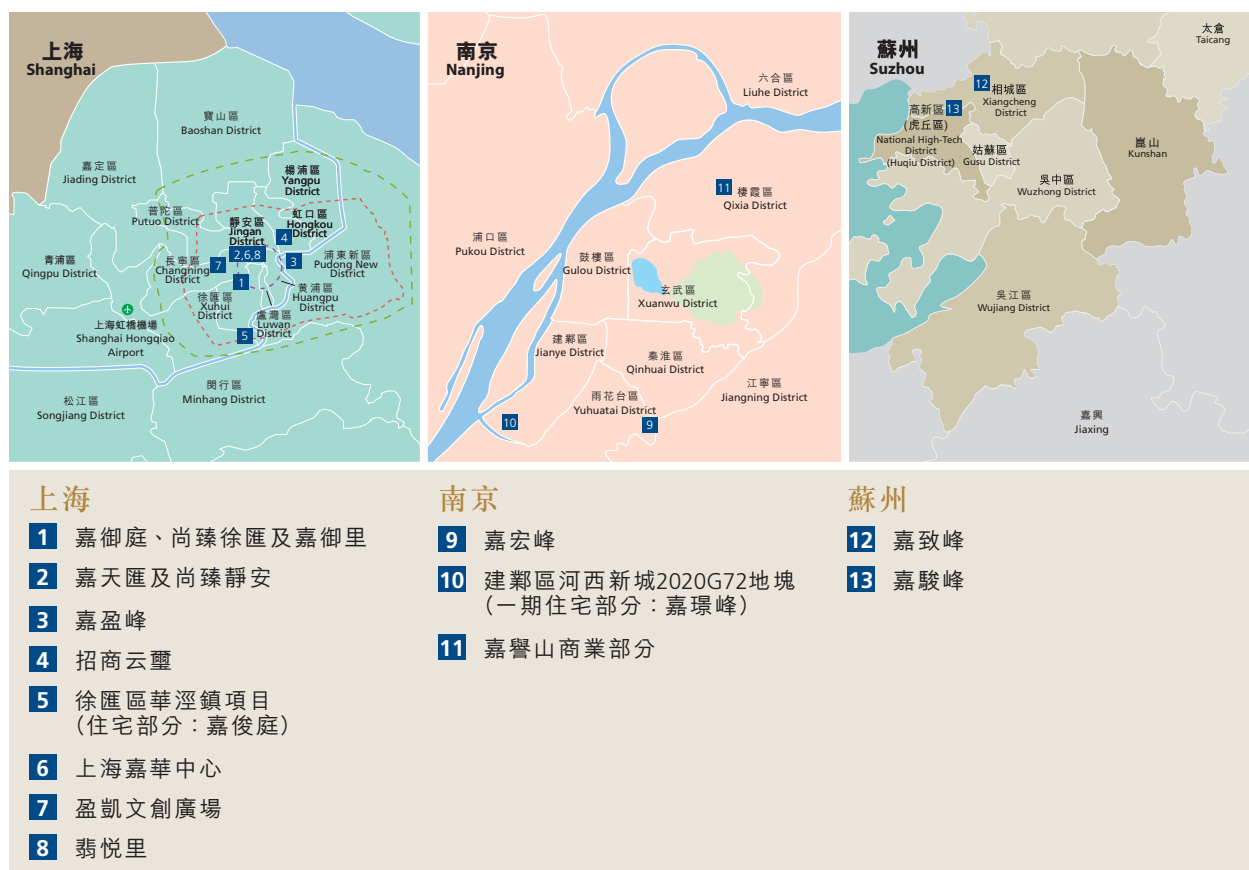 上海
Shanghai
寶山區
Baoshan District
嘉定區
Jiading District
楊浦區
Yangpu
District
普陀區
Putuo District
靜安區
Jingan
District
虹口區
Hongkou
District
4
2,6,8
3
7
1
5
長寧區
Changning
District
浦東新區
Pudong New
District
青浦區
Qingpu District
徐匯區
Xuhui
District
黃浦區
Huangpu
District
盧灣區
Luwan
District
上海虹橋機場
Shanghai Hongqiao
Airport
閔行區
Minhang District
松江區
Songjiang District
南京
Nanjing
六合區
Liuhe District
11
棲霞區
Qixia District
浦口區
Pukou District
鼓樓區
Gulou District
玄武區
Xuanwu District
建鄴區
Jianye District
秦淮區
Qinhuai District
江寧區
Jiangning District
雨花台區
Yuhuatai District
10
9
蘇州
Suzhou
太倉
Taicang
12
相城區
Xiangcheng
District
13
高新區
(虎丘區)
National High-Tech
District
(Huqiu District)
姑蘇區
Gusu District
崑山
Kunshan
吳中區
Wuzhong District
吳江區
Wujiang District
嘉興
Jiaxing
上海
1 嘉御庭、尚臻徐匯及嘉御里
2 嘉天匯及尚臻靜安
3 嘉盈峰
4 招商云璽
5 徐匯區華涇鎮項目
(住宅部分：嘉俊庭)
6 上海嘉華中心
7 盈凱文創廣場
8 翡悦里
南京
9 嘉宏峰
10 建鄴區河西新城2020G72地塊
(一期住宅部分：嘉璟峰)
11 嘉譽山商業部分
蘇州
12 嘉致峰
13 嘉駿峰